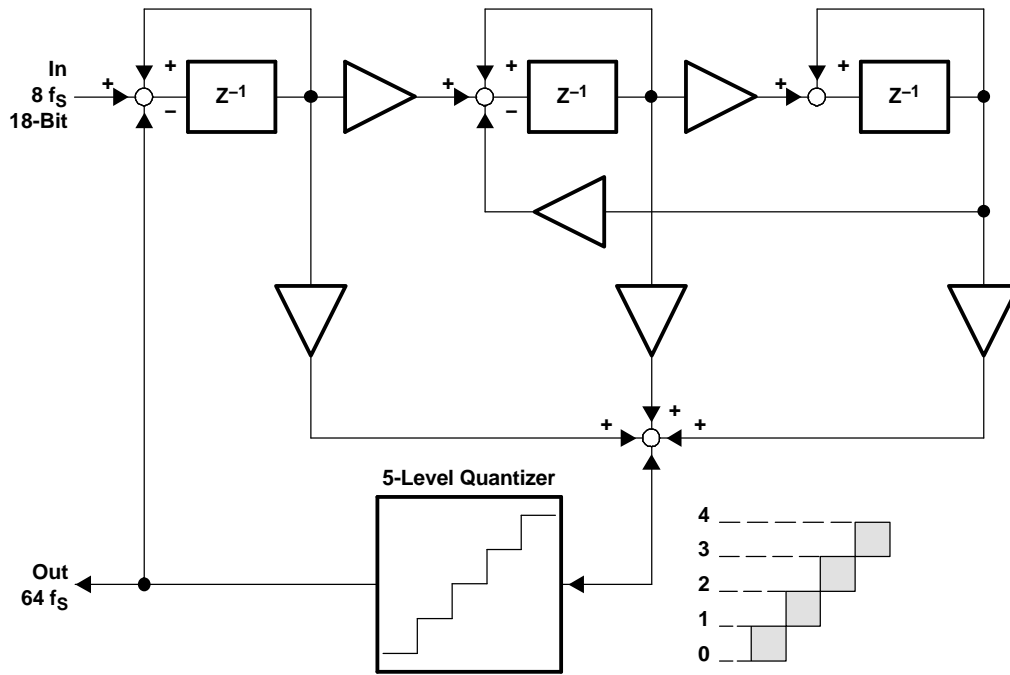 In
8 fS
18-Bit
+
+
–
Z–1
+
+
–
Z–1
+
+
Z–1
+
+
+
5-Level Quantizer
Out
64 fS
4
3
2
1
0